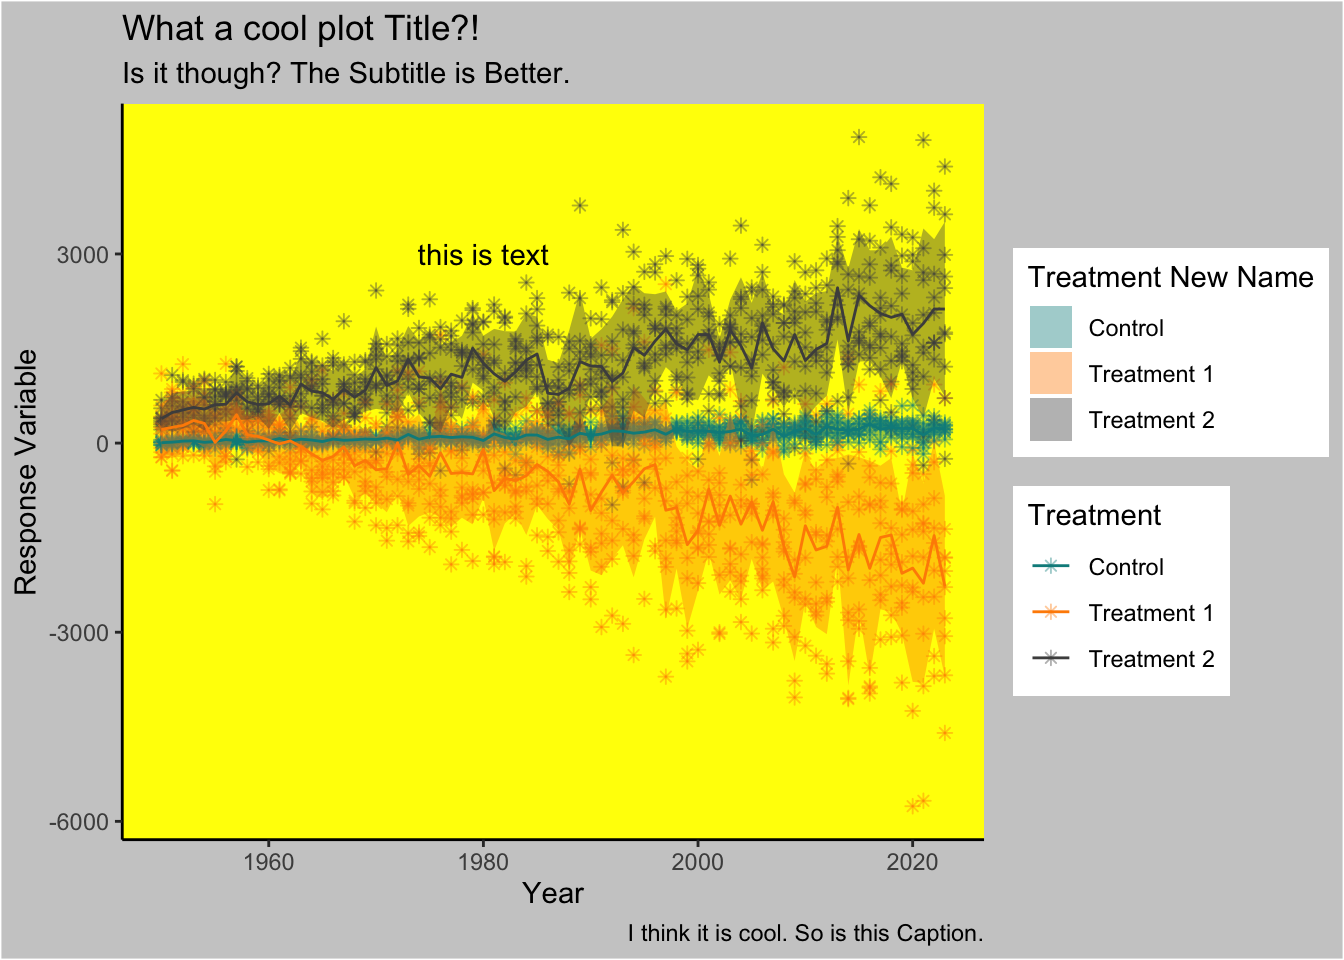 What a cool plot Title?!
Is it though? The Subtitle is Better.
this is text
3000
0
-3000
-6000
Response Variable
1960
1980
2000
2020
Year
I think it is cool. So is this Caption.
Treatment New Name
Control
Treatment 1
Treatment 2
Treatment
Control
Treatment 1
Treatment 2